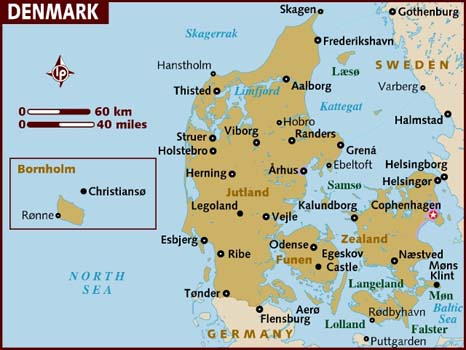 DENMARK
Skagen
Gothenburg
Skagerrak
Frederikshavn
SWEDEN
Hanstholm
Læsø
Thisted
Limfjord
Aalborg
Varberg
LP
Kattegat
0 60 km
0 40 miles
Hobro
Halmstad
Struer
Viborg
Randers
Holstebro
Grenå
Ebeltoft
Helsingborg
Bornholm
Herning
Århus
Helsingør
Christiansø
Jutland
Samsø
Cophenhagen
Rønne
Legoland
Vejle
Kalundborg
Esbjerg
Odense
Zealand
Ribe
Egeskov
Castle
Næstved
Funen
Møns
Klint
NORTH
SEA
Langeland
Møn
Tønder
Ærø
Rødbyhavn
Baltic
Sea
Flensburg
Lolland
Falster
GERMANY
Puttgarden